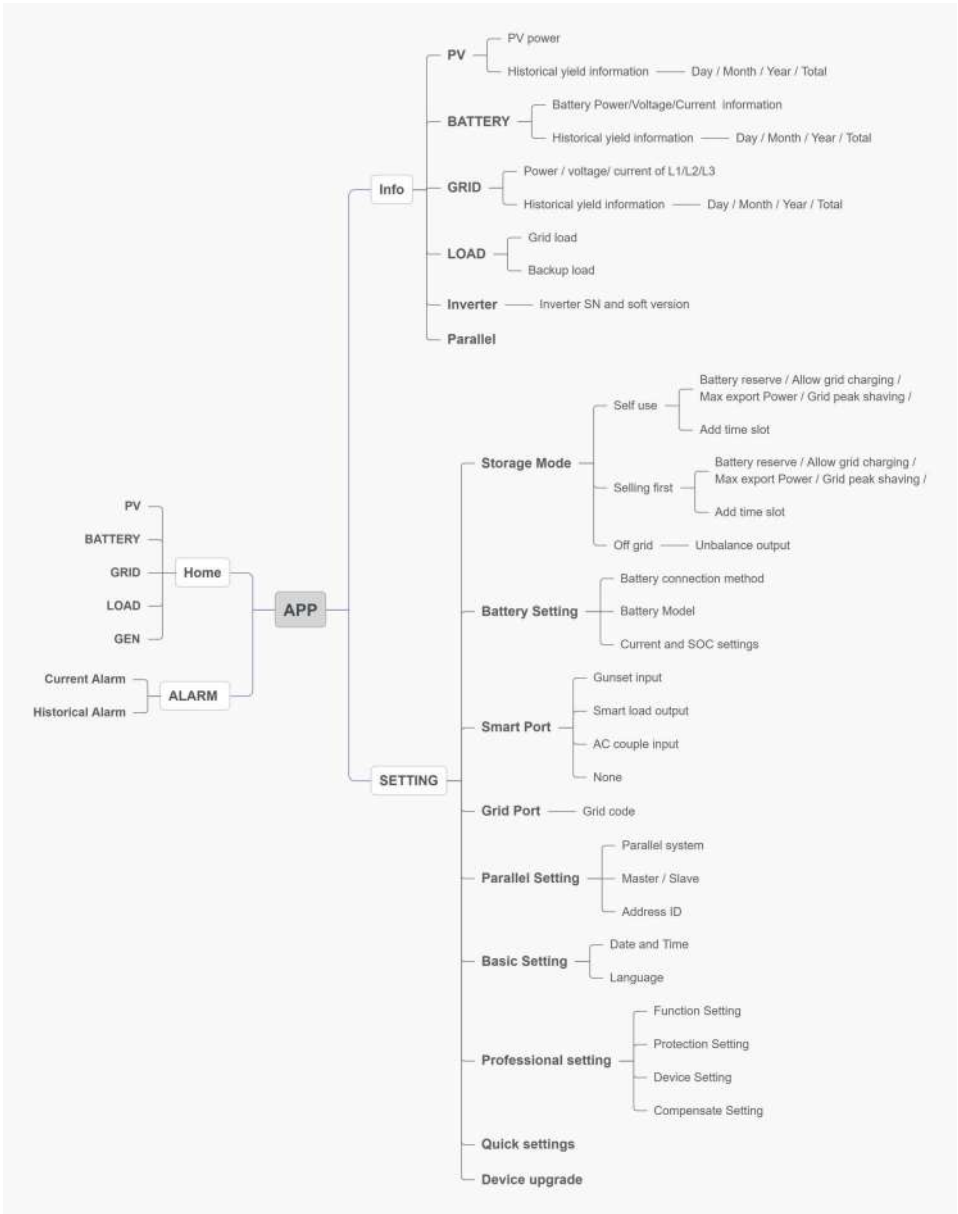 PV
PV power
Historical yield information
Day / Month / Year / Total
BATTERY
Battery Power/Voltage/Current information
Historical yield information
Day / Month / Year / Total
Info
GRID
Power / voltage/ current of L1/L2/L3
Historical yield information
Day / Month / Year / Total
LOAD
Grid load
Backup load
Inverter
Inverter SN and soft version
Parallel
Storage Mode
Self use
Battery reserve / Allow grid charging /
Max export Power / Grid peak shaving /
Add time slot
Selling first
Battery reserve / Allow grid charging /
Max export Power / Grid peak shaving /
Add time slot
Off grid
Unbalance output
PV
BATTERY
GRID
LOAD
GEN
Home
APP
Current Alarm
Historical Alarm
ALARM
Battery Setting
Battery connection method
Battery Model
Current and SOC settings
Smart Port
Gunset input
Smart load output
AC couple input
None
SETTING
Grid Port
Grid code
Parallel Setting
Parallel system
Master / Slave
Address ID
Basic Setting
Date and Time
Language
Professional setting
Function Setting
Protection Setting
Device Setting
Compensate Setting
Quick settings
Device upgrade